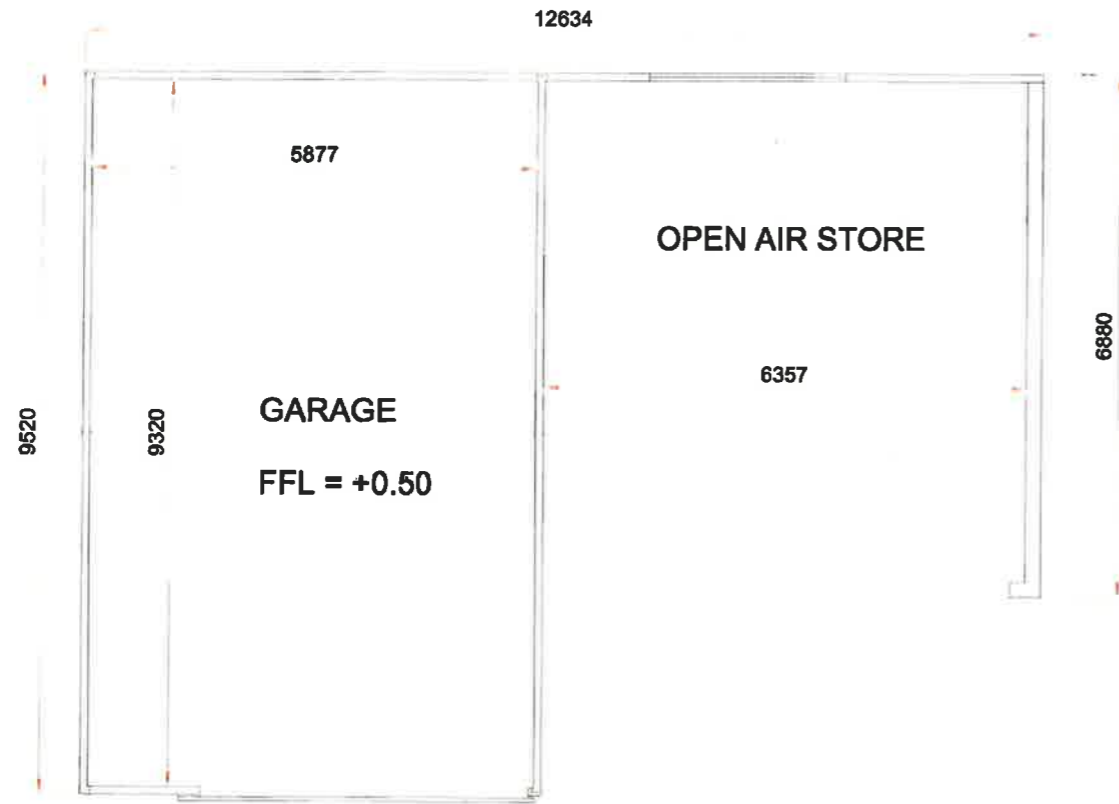 12634
5877
OPEN AIR STORE
6880
6357
GARAGE
9520
9320
FFL = +0.50